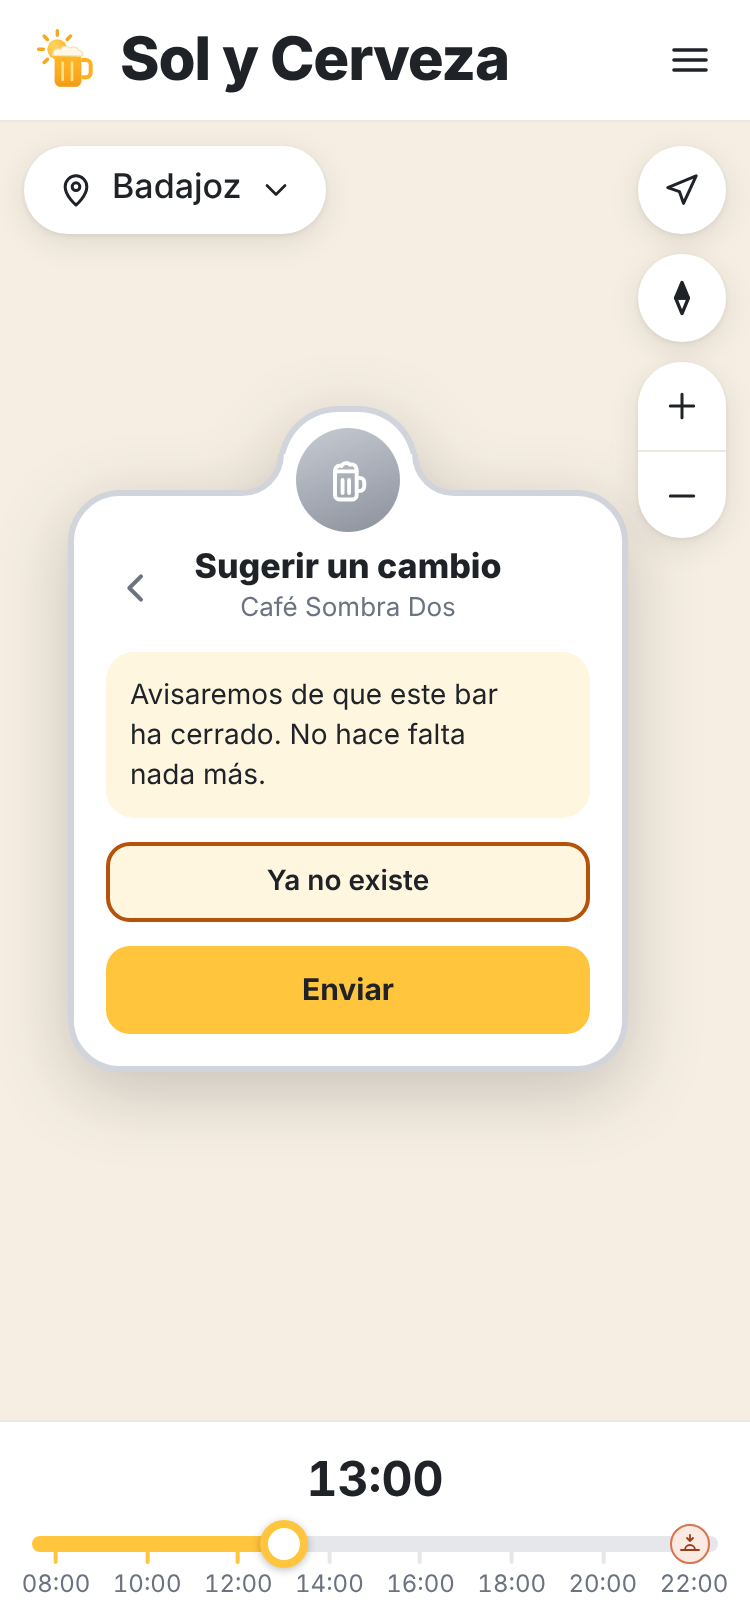 Sol y Cerveza
Badajoz
Sugerir un cambio
Café Sombra Dos
Avisaremos de que este bar
ha cerrado. No hace falta
nada más.
Ya no existe
Enviar
13:00
08:00 10:00 12:00 14:00 16:00 18:00 20:00 22:00